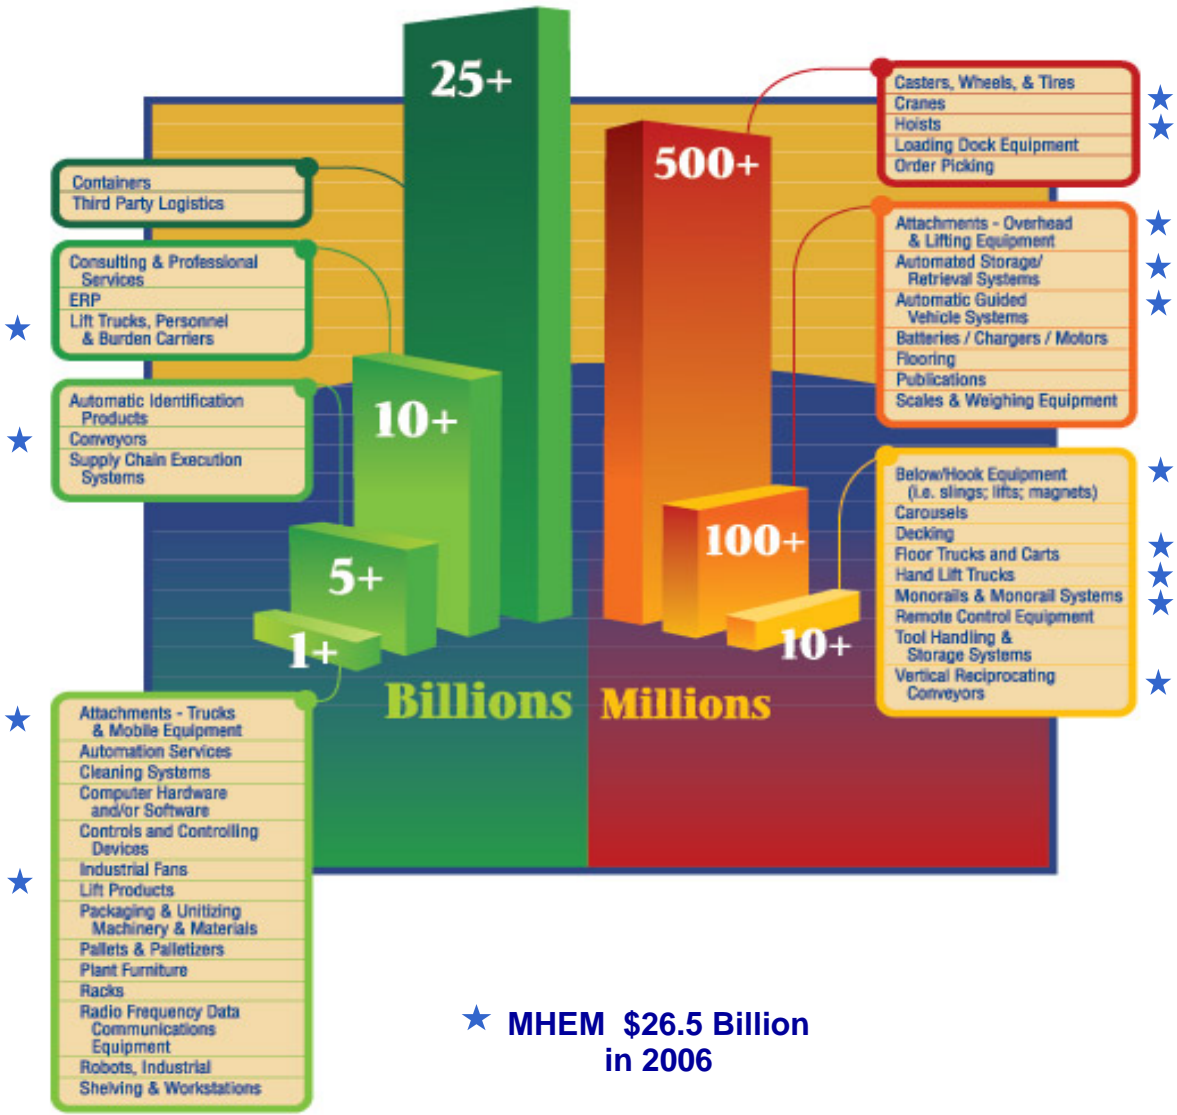 25+
Containers
Third Party Logistics
10+
Consulting & Professional
Services
ERP
Lift Trucks, Personnel
& Burden Carriers
5+
Automatic Identification
Products
Conveyors
Supply Chain Execution
Systems
1+
Attachments - Trucks
& Mobile Equipment
Automation Services
Cleaning Systems
Computer Hardware
and/or Software
Controls and Controlling
Devices
Industrial Fans
Lift Products
Packaging & Unitizing
Machinery & Materials
Pallets & Palletizers
Plant Furniture
Racks
Radio Frequency Data
Communications
Equipment
Robots, Industrial
Shelving & Workstations
Billions
500+
Casters, Wheels, & Tires
Cranes
Hoists
Loading Dock Equipment
Order Picking
100+
Attachments - Overhead
& Lifting Equipment
Automated Storage/
Retrieval Systems
Automatic Guided
Vehicle Systems
Batteries / Chargers / Motors
Flooring
Publications
Scales & Weighing Equipment
10+
Below/Hook Equipment
(i.e. slings; lifts; magnets)
Carousels
Decking
Floor Trucks and Carts
Hand Lift Trucks
Monorails & Monorail Systems
Remote Control Equipment
Tool Handling &
Storage Systems
Vertical Reciprocating
Conveyors
Millions
MHEM $26.5 Billion
in 2006